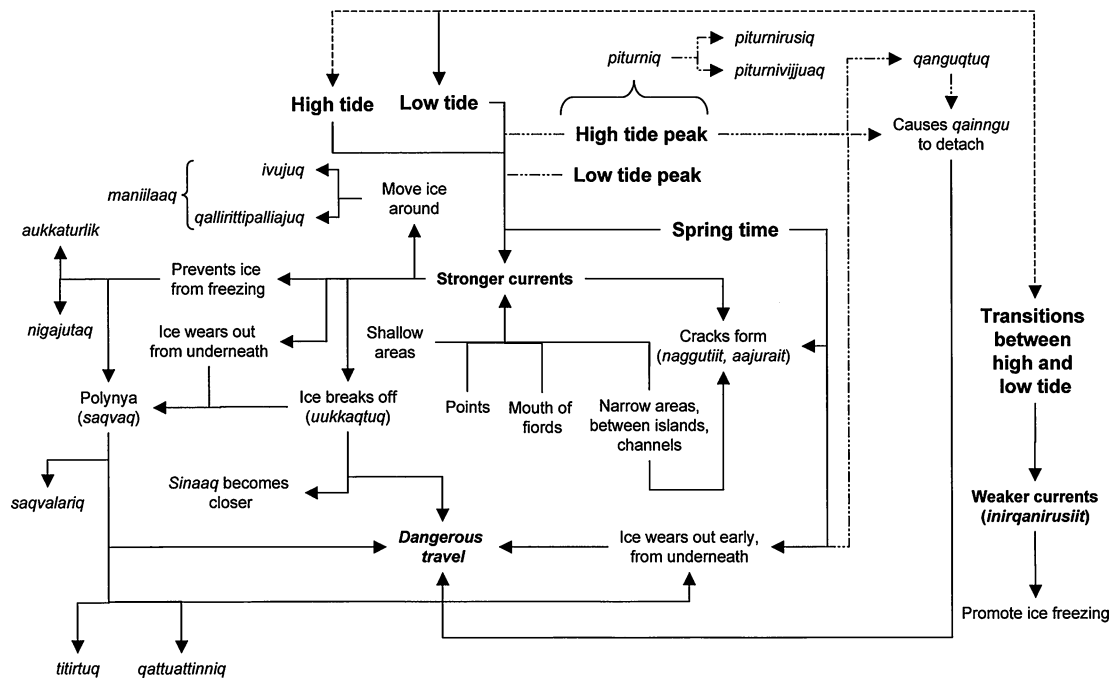 piturnirusiq
piturniq
piturnivijjuaq
qanguqtuq
High tide
Low tide
High tide peak
Causes qainngu
to detach
Low tide peak
ivujuq
maniilaaq
qallirittipalliajuq
Move ice
around
aukkaturlik
Spring time
Prevents ice
from freezing
Stronger currents
nigajutaq
Ice wears out
from underneath
Shallow
areas
Cracks form
(naggutiit, aajurait)
Transitions
between
high and
low tide
Polynya
(saqvaq)
Ice breaks off
(uukkaqtuq)
Points
Mouth of
fiords
Narrow areas,
between islands,
channels
saqvalariq
Sinaaq becomes
closer
Weaker currents
(inirqanirusiit)
Dangerous
travel
Ice wears out early,
from underneath
Promote ice freezing
titirtuq
qattuattinniq